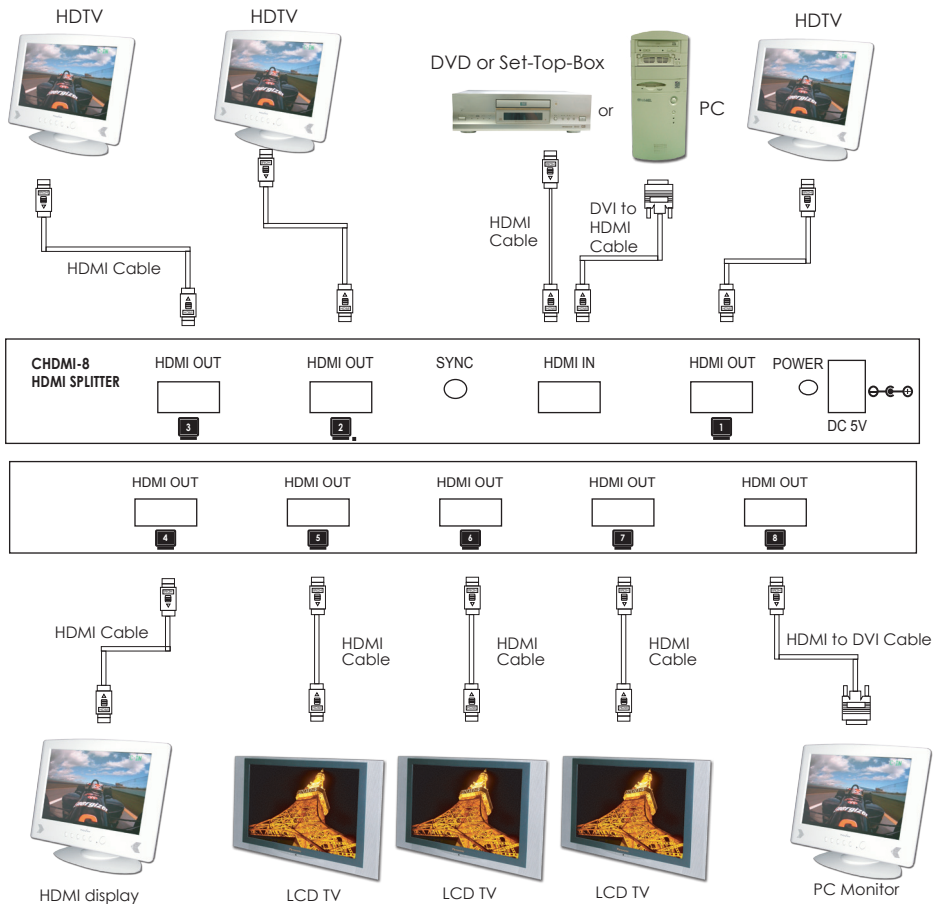 HDTV
HDTV
HDTV
DVD or Set-Top-Box
or
PC
HDMI Cable
HDMI
Cable
DVI to
HDMI
Cable
CHDMI-8
HDMI SPLITTER
HDMI OUT
HDMI OUT
SYNC
HDMI IN
HDMI OUT
POWER
3
2
1
DC 5V
HDMI OUT
HDMI OUT
HDMI OUT
HDMI OUT
HDMI OUT
4
5
6
7
8
HDMI Cable
HDMI
Cable
HDMI
Cable
HDMI
Cable
HDMI to DVI Cable
HDMI display
LCD TV
LCD TV
LCD TV
PC Monitor